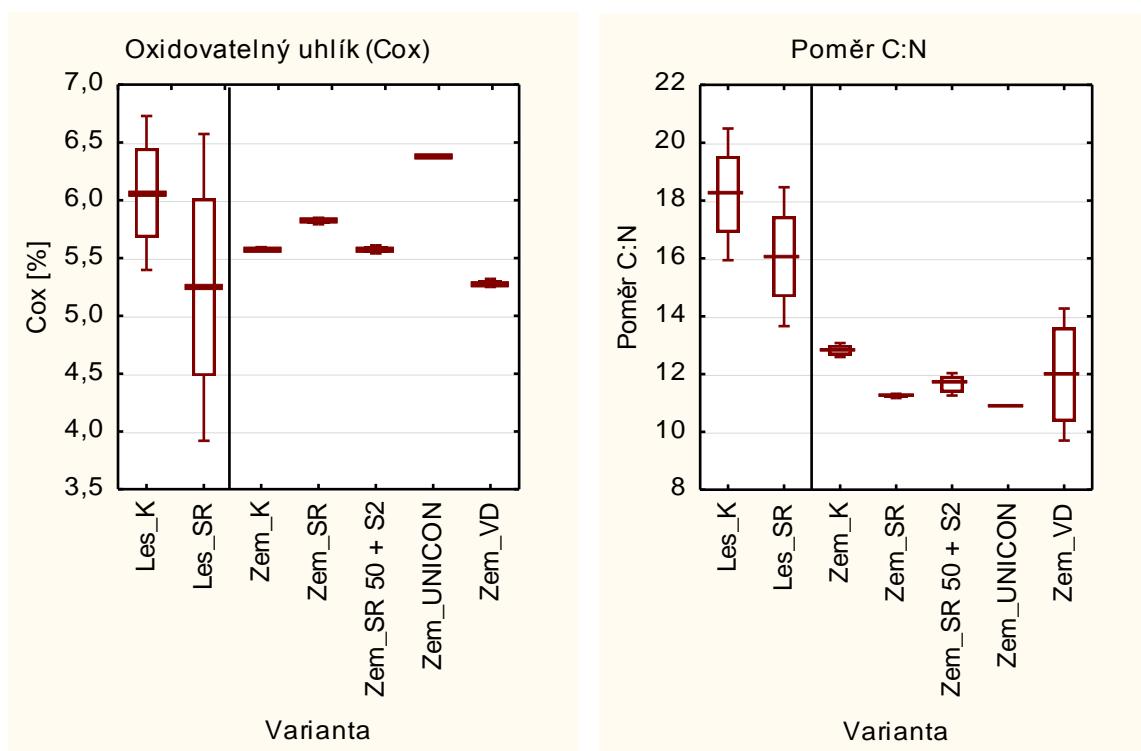 Oxidovatelný uhlík (Cox)
Cox [%]
7,0
6,5
6,0
5,5
5,0
4,5
4,0
3,5
Les_K
Les_SR
Zem_K
Zem_SR
Zem_SR 50 + S2
Zem_UNICON
Zem_VD
Varianta
Poměr C:N
Poměr C:N
22
20
18
16
14
12
10
8
Les_K
Les_SR
Zem_K
Zem_SR
Zem_SR 50 + S2
Zem_UNICON
Zem_VD
Varianta